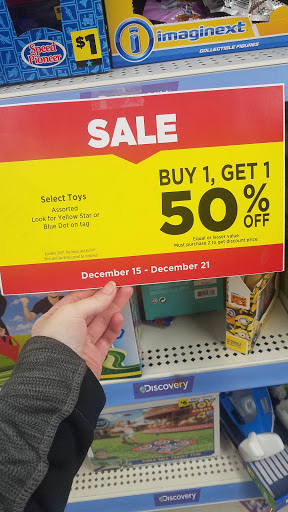 Speed
Pioneer
$1
imaginext
COLLECTIBLE FIGURES
SALE
Select Toys
Assorted
Look for Yellow Star or
Blue Dot on tag
BUY 1, GET 1
50% OFF
Equal or lesser value
Must purchase 2 to get discount price
December 15 - December 21
Discovery
Discovery